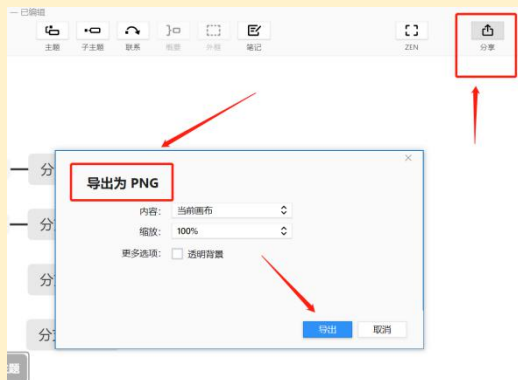 — 已编辑
主题 子主题 联系 概要 外框 笔记 ZEN 分享
分
导出为 PNG
内容: 当前画布
分
缩放: 100%
更多选项: 透明背景
分
导出 取消
分支
题